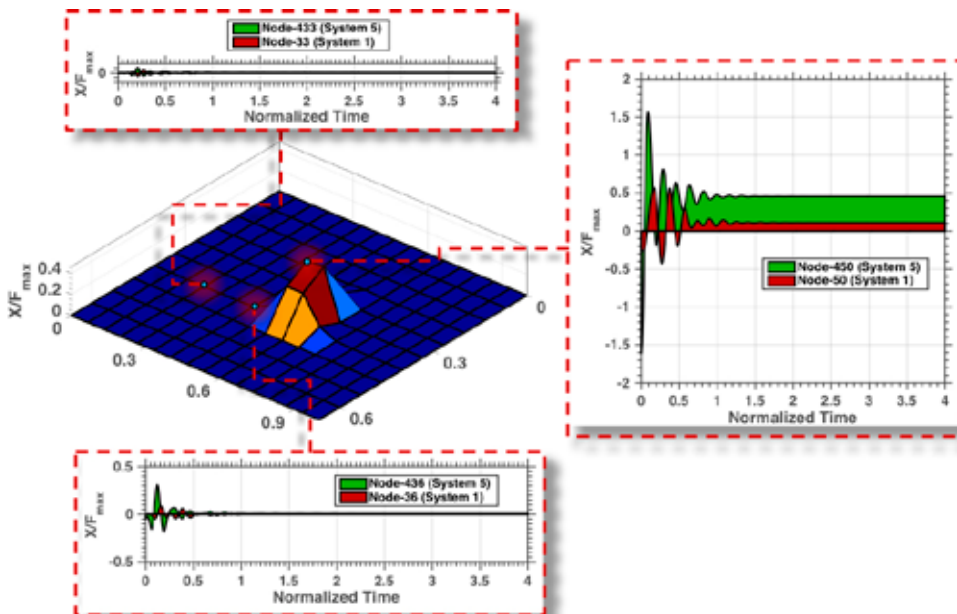 Node-433 (System 5)
Node-33 (System 1)
X/Fmax
0
0 0.5 1 1.5 2 2.5 3 3.5 4
Normalized Time
2
1.5
1
0.5
0
-0.5
-1
-1.5
-2
X/Fmax
Node-450 (System 5)
Node-50 (System 1)
0 0.5 1 1.5 2 2.5 3 3.5 4
Normalized Time
X/Fmax
0.4
0.2
0
0
0.3
0.6
0.9
0.6
0.3
0
0.5
0
-0.5
X/Fmax
Node-436 (System 5)
Node-36 (System 1)
0 0.5 1 1.5 2 2.5 3 3.5 4
Normalized Time